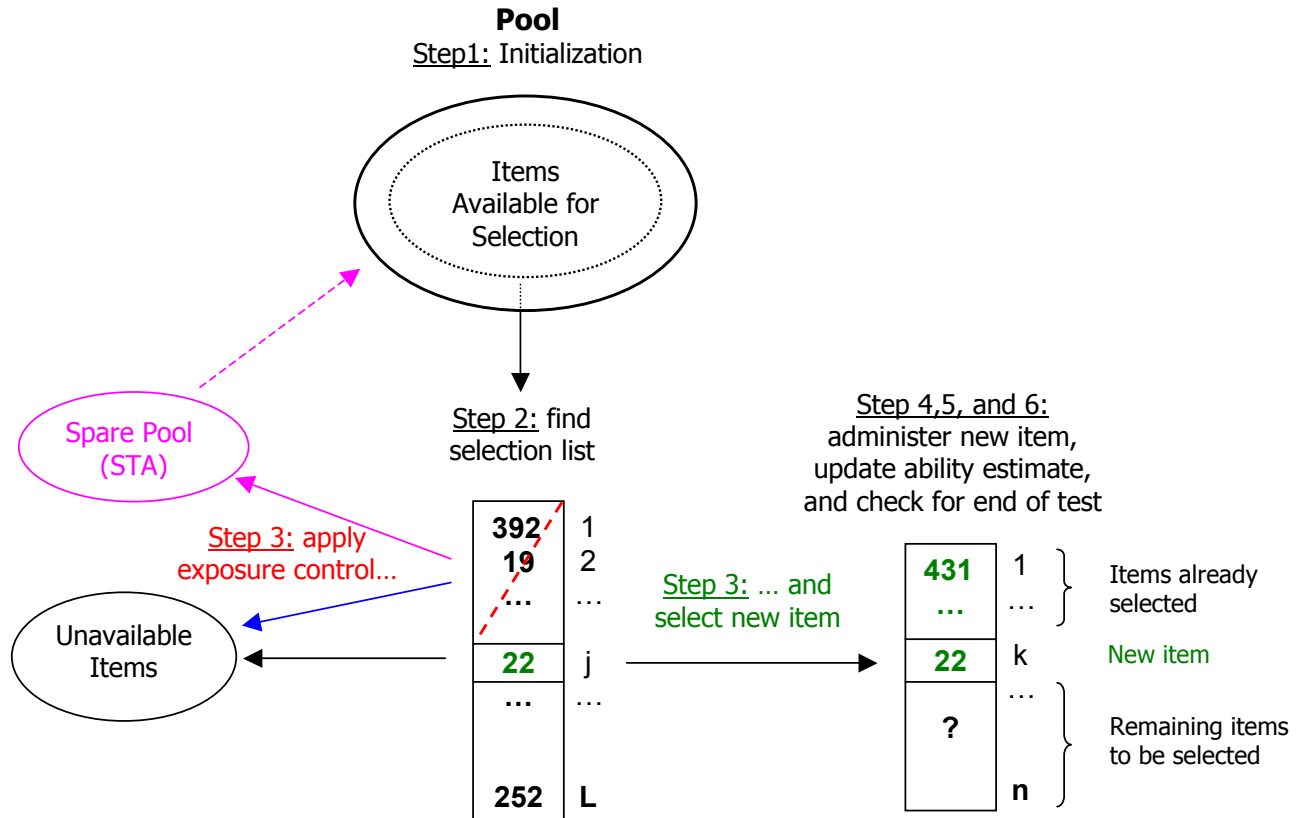 Pool
Step1: Initialization
Items
Available for
Selection
Spare Pool
(STA)
Step 2: find
selection list
Step 4,5, and 6:
administer new item,
update ability estimate,
and check for end of test
Step 3: apply
exposure control...
Unavailable
Items
392 1
19 2
... ...
22 j
... ...
252 L
Step 3: ... and
select new item
431 1
... ...
22 k
...
?
n
Items already
selected
New item
Remaining items
to be selected